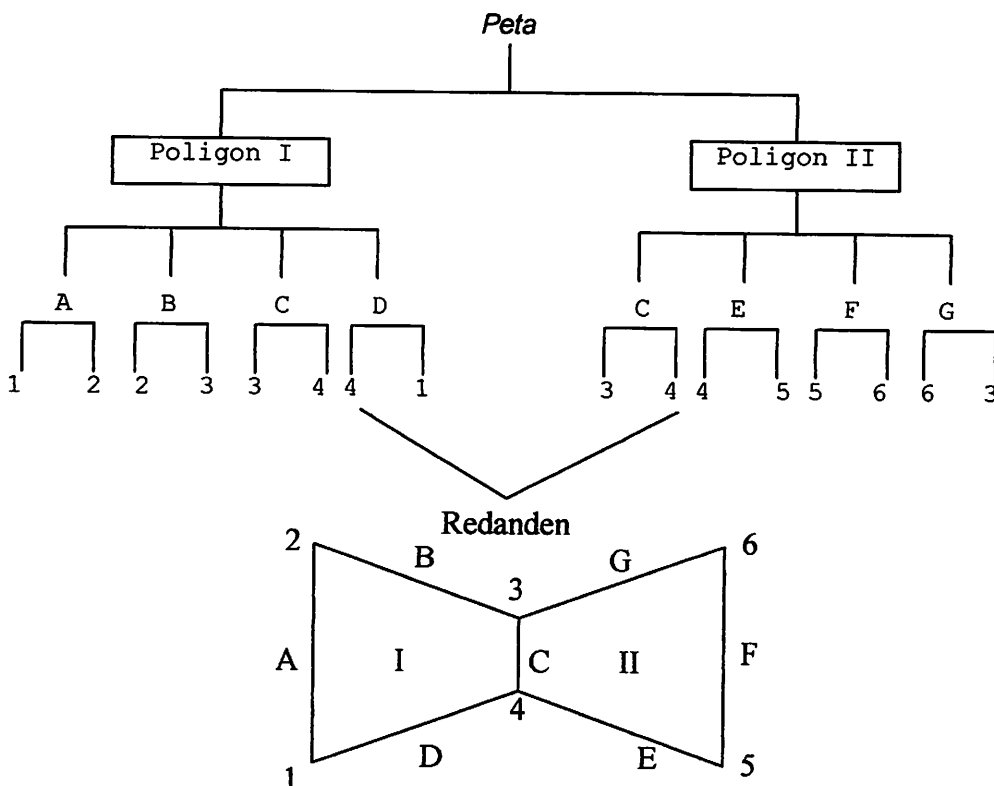 Peta
Poligon I Poligon II
A B C D C E F G
1 2 2 3 3 4 4 1 3 4 4 5 5 6 6 3
Redanden
2 B G 6
3
A I C II F
4
D E
1 5